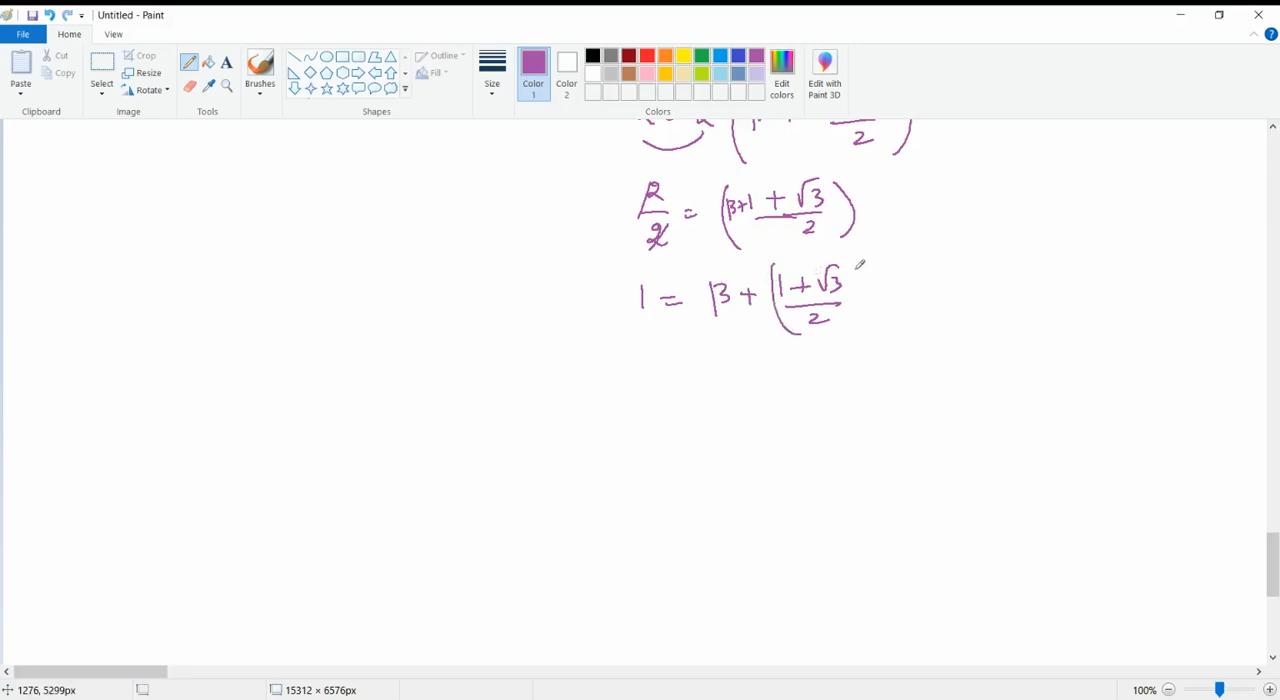 Untitled - Paint
File Home View
Cut
Copy
Paste
Clipboard
Crop
Resize
Rotate
Select
Image
Tools
Brushes
Outline
Fill
Shapes
Size
Color 1
Color 2
Edit colors
Edit with Paint 3D
Colors
2
2/2 = (β+1 + √3/2)
1 = β + (1 + √3/2
1276, 5299px
15312 × 6576px
100%